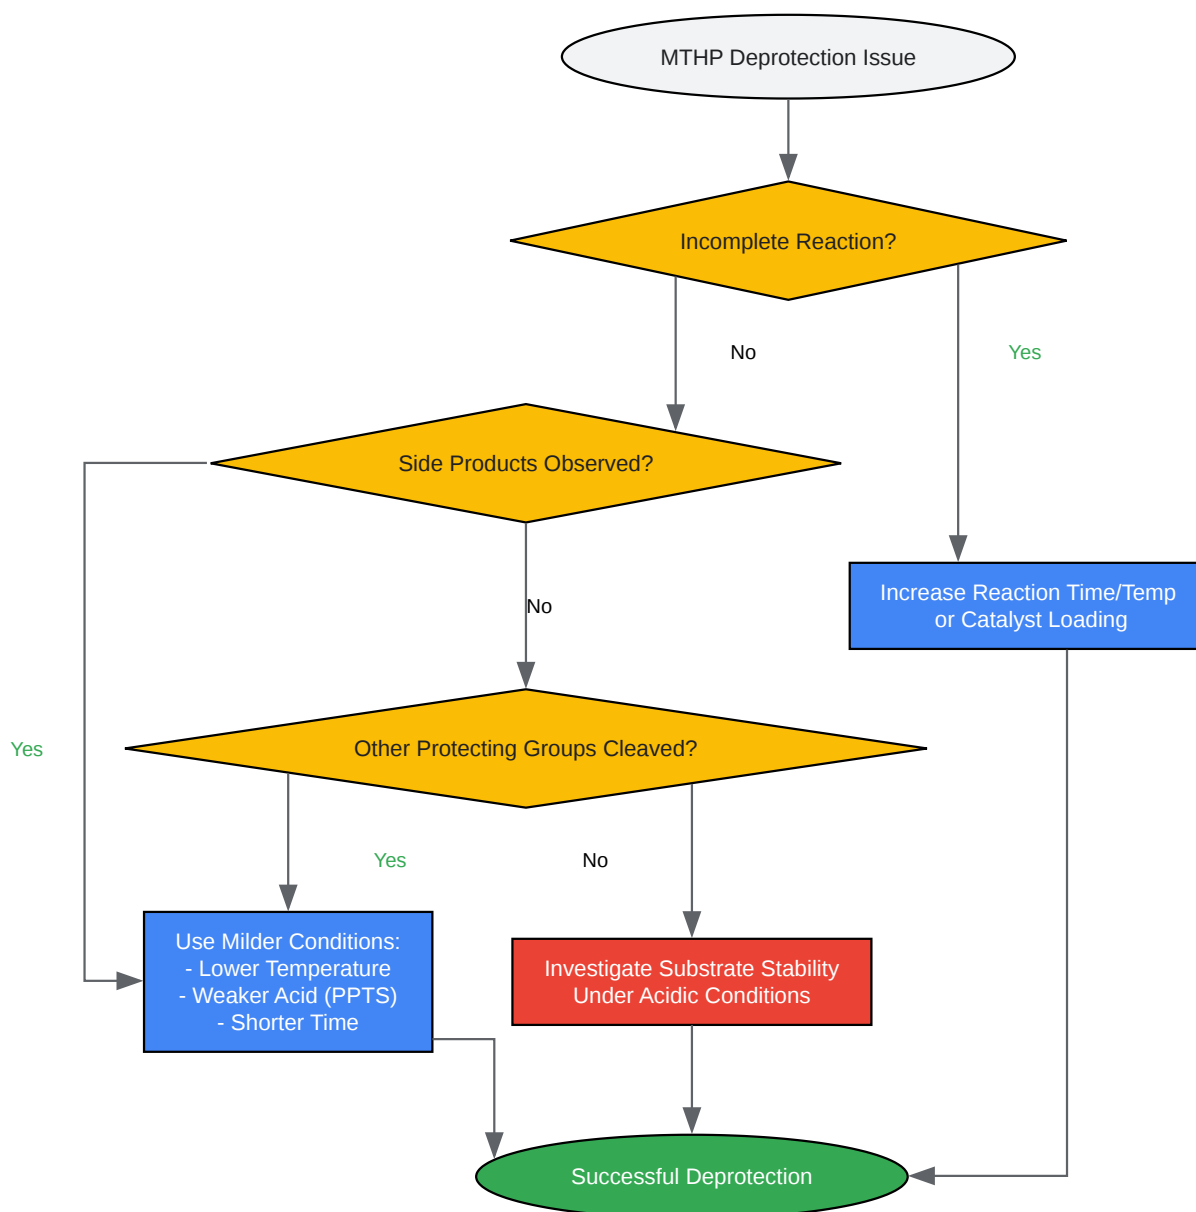 MTHP Deprotection Issue
Incomplete Reaction?
No
Yes
Side Products Observed?
Increase Reaction Time/Temp
or Catalyst Loading
No
Other Protecting Groups Cleaved?
Yes
Yes
No
Use Milder Conditions:
- Lower Temperature
- Weaker Acid (PPTS)
- Shorter Time
Investigate Substrate Stability
Under Acidic Conditions
Successful Deprotection